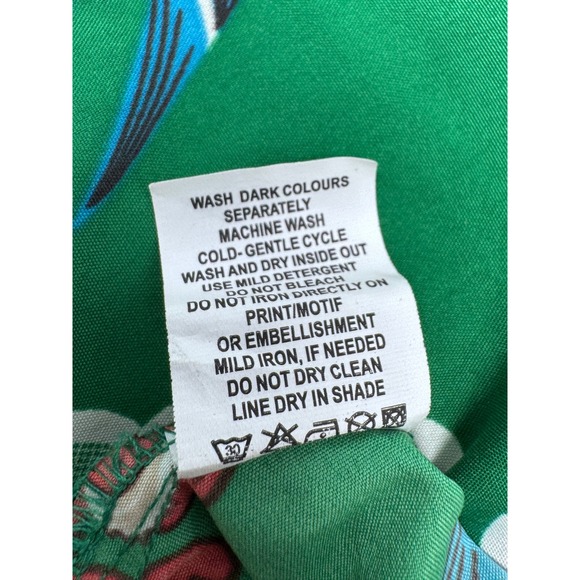 WASH DARK COLOURS
SEPARATELY
MACHINE WASH
COLD- GENTLE CYCLE
WASH AND DRY INSIDE OUT
USE MILD DETERGENT
DO NOT BLEACH
DO NOT IRON DIRECTLY ON
PRINT/MOTIF
OR EMBELLISHMENT
MILD IRON, IF NEEDED
DO NOT DRY CLEAN
LINE DRY IN SHADE
30